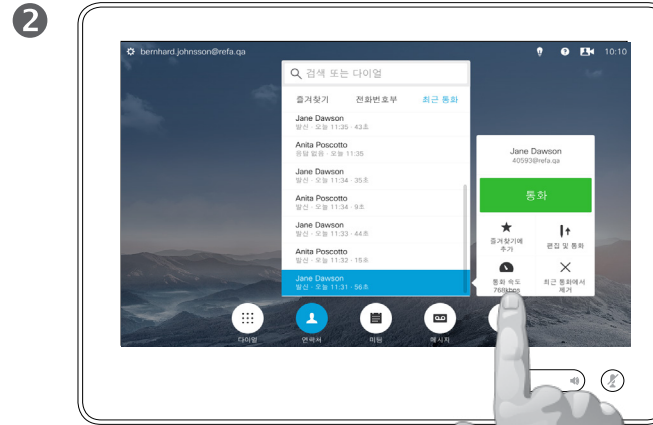 2
bernhard.johnsson@refa.qa
10:10
검색 또는 다이얼
즐겨찾기 전화번호부 최근 통화
Jane Dawson
발신 · 오늘 11:35 · 43초
Anita Poscotto
응답 없음 · 오늘 11:35
Jane Dawson
발신 · 오늘 11:34 · 35초
Anita Poscotto
발신 · 오늘 11:34 · 9초
Jane Dawson
발신 · 오늘 11:33 · 44초
Anita Poscotto
발신 · 오늘 11:32 · 15초
Jane Dawson
발신 · 오늘 11:31 · 56초
Jane Dawson
40593@refa.qa
통화
즐겨찾기에
추가
편집 및 통화
통화 속도
768kbps
최근 통화에서
제거
다이얼 연락처 미팅 메시지